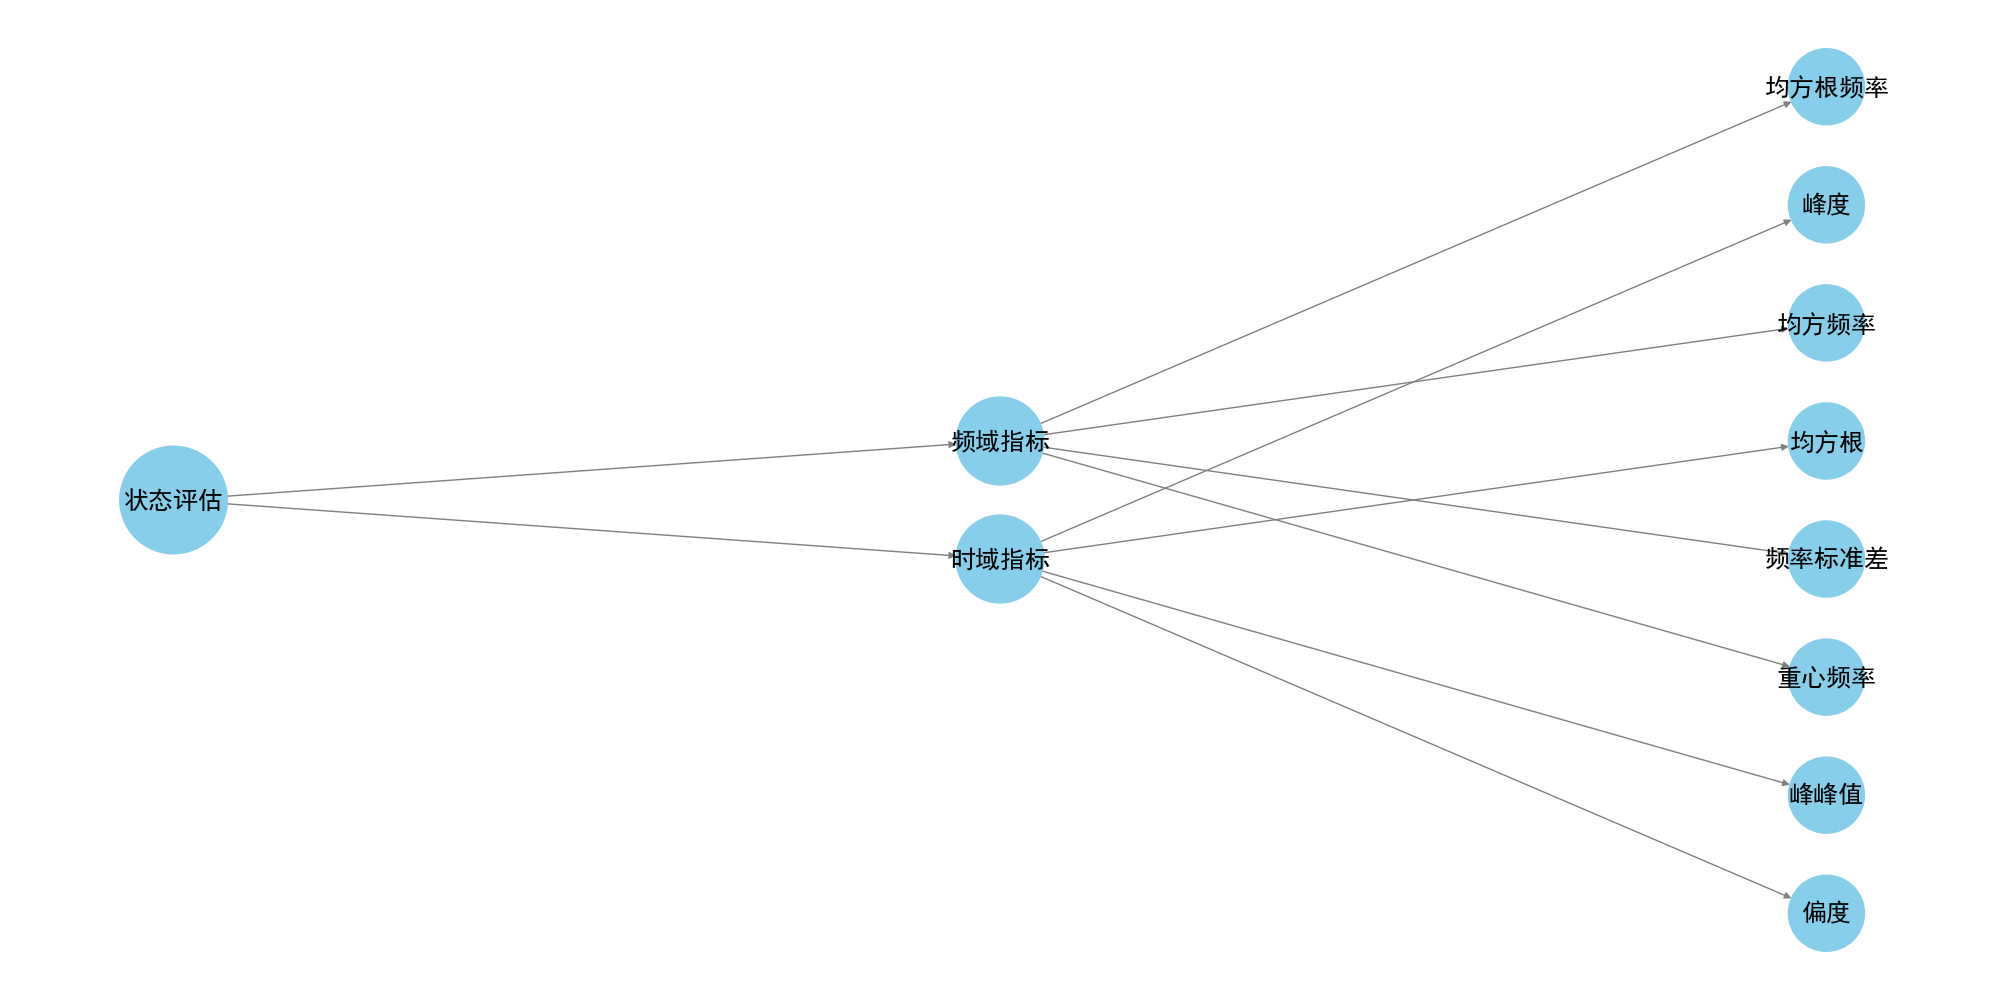 状态评估
频域指标
时域指标
均方根频率
峰度
均方频率
均方根
频率标准差
重心频率
峰峰值
偏度